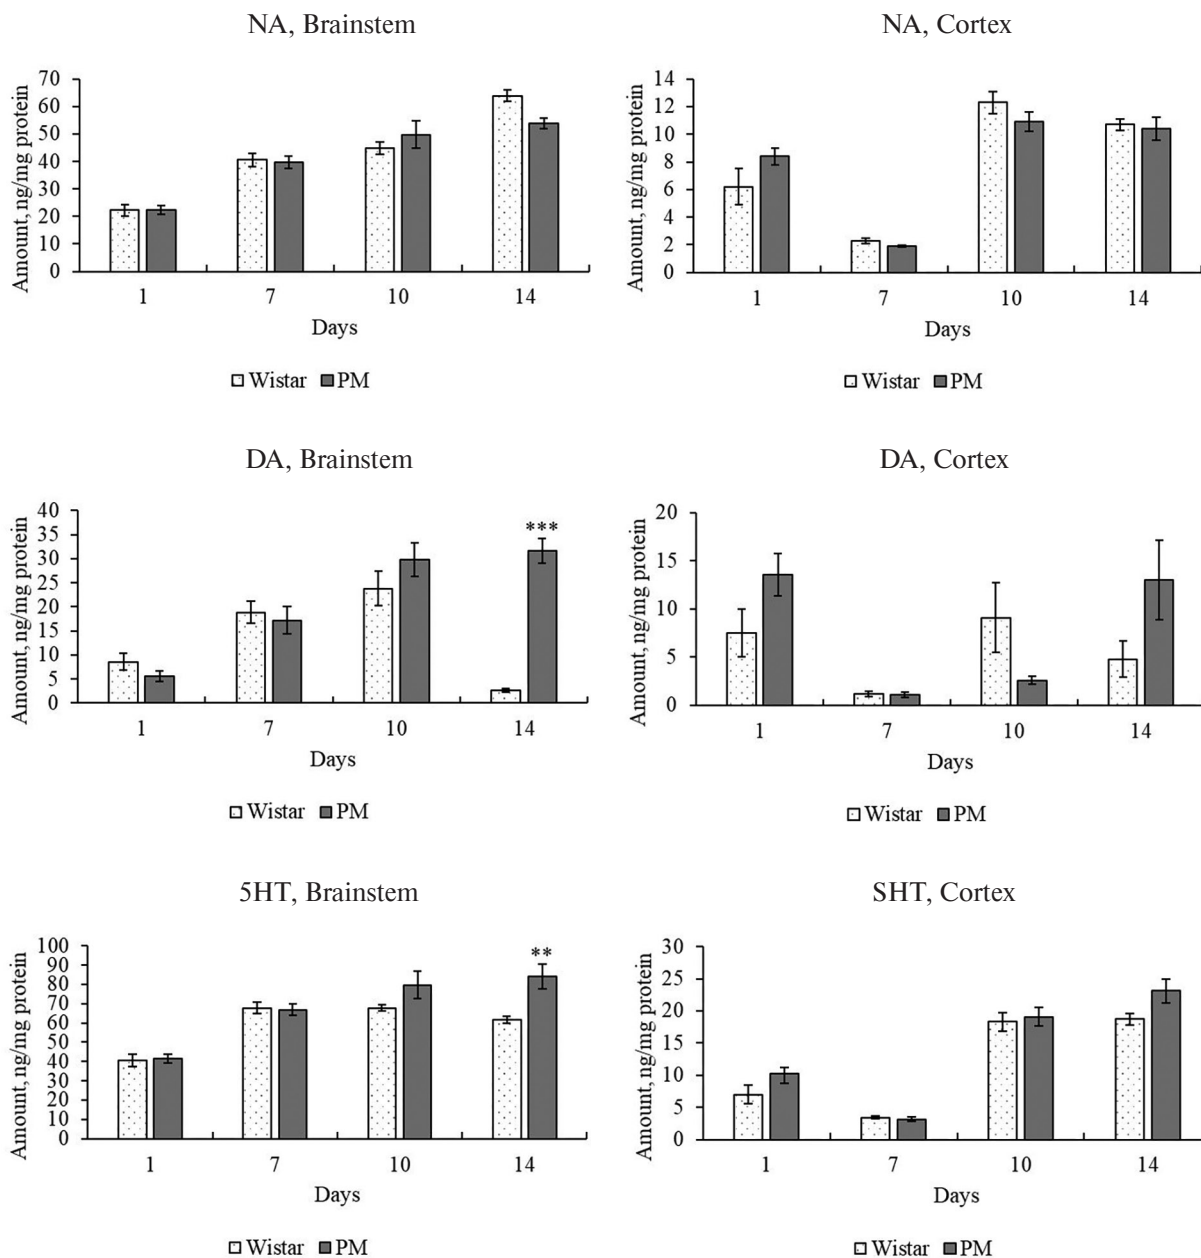 NA, Brainstem
Amount, ng/mg protein
70
60
50
40
30
20
10
0
1 7 10 14
Days
Wistar PM
NA, Cortex
Amount, ng/mg protein
14
12
10
8
6
4
2
0
1 7 10 14
Days
Wistar PM
DA, Brainstem
Amount, ng/mg protein
40
35
30
25
20
15
10
5
0
***
1 7 10 14
Days
Wistar PM
DA, Cortex
Amount, ng/mg protein
20
15
10
5
0
1 7 10 14
Days
Wistar PM
5HT, Brainstem
Amount, ng/mg protein
100
90
80
70
60
50
40
30
20
10
0
**
1 7 10 14
Days
Wistar PM
SHT, Cortex
Amount, ng/mg protein
30
25
20
15
10
5
0
1 7 10 14
Days
Wistar PM